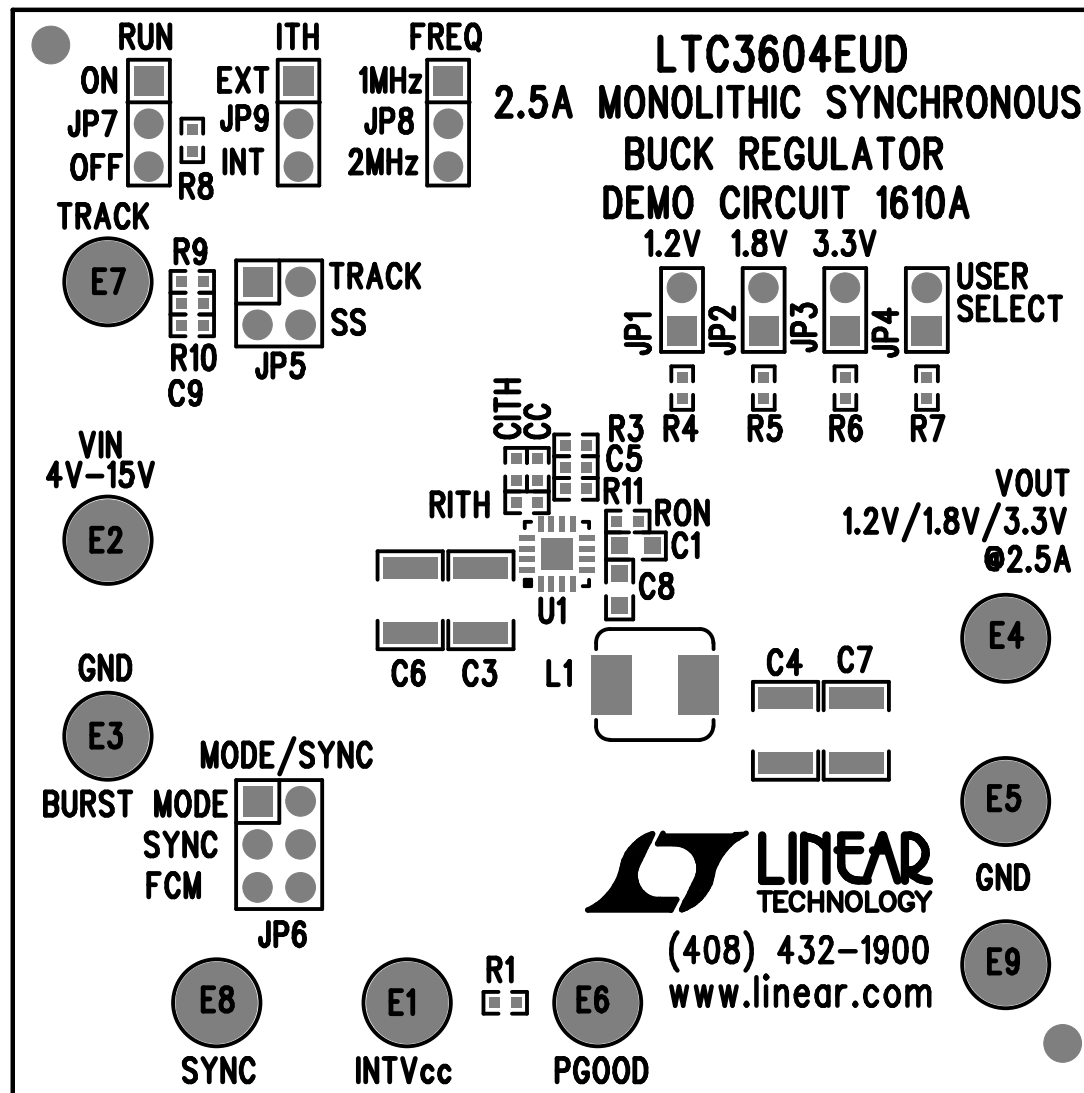 RUN
ITH
FREQ
ON
EXT
1MHz
JP7
JP9
JP8
OFF
INT
2MHz
R8
LTC3604EUD
2.5A MONOLITHIC SYNCHRONOUS
BUCK REGULATOR
DEMO CIRCUIT 1610A
TRACK
E7
R9
R10
C9
TRACK
SS
JP5
1.2V
1.8V
3.3V
USER
SELECT
JP1
JP2
JP3
JP4
R4
R5
R6
R7
CITH
CC
R3
C5
R11
RITH
RON
C1
C8
U1
VIN
4V-15V
E2
VOUT
1.2V/1.8V/3.3V
@2.5A
E4
C6
C3
L1
C4
C7
GND
E3
MODE/SYNC
BURST MODE
SYNC
FCM
JP6
E5
GND
LINEAR
TECHNOLOGY
(408) 432-1900
www.linear.com
E9
R1
E8
E1
E6
SYNC
INTVcc
PGOOD